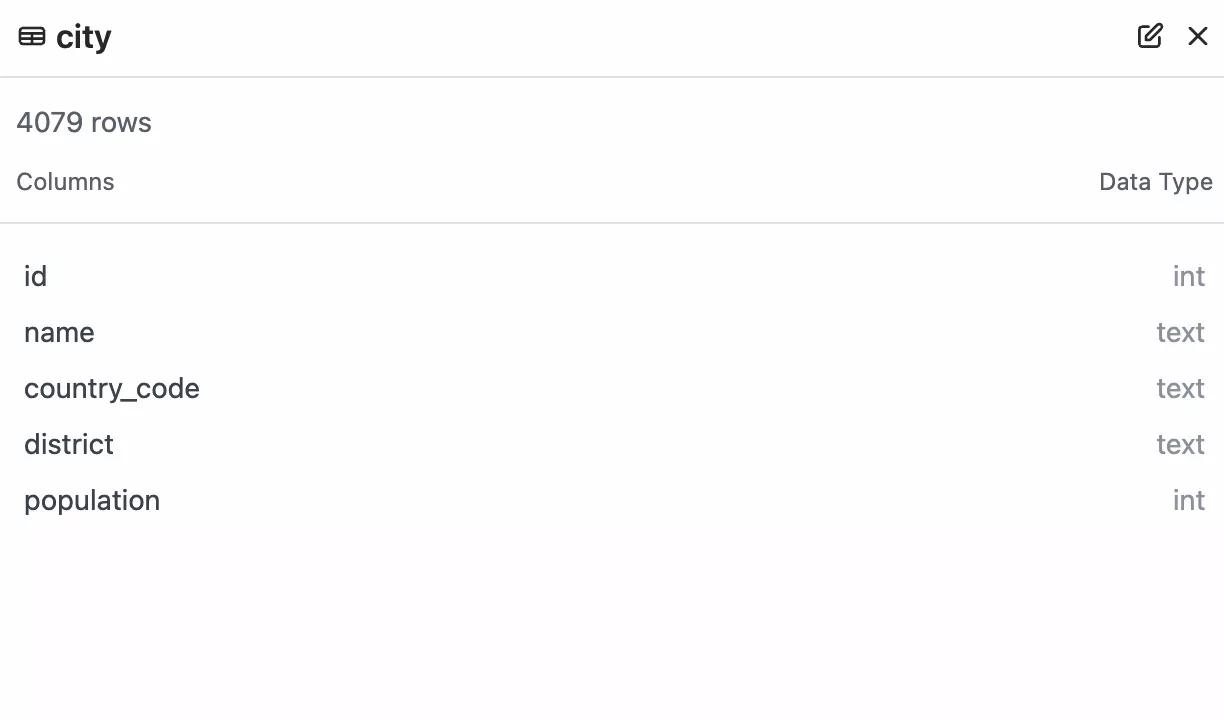 city
4079 rows
Columns Data Type
id int
name text
country_code text
district text
population int